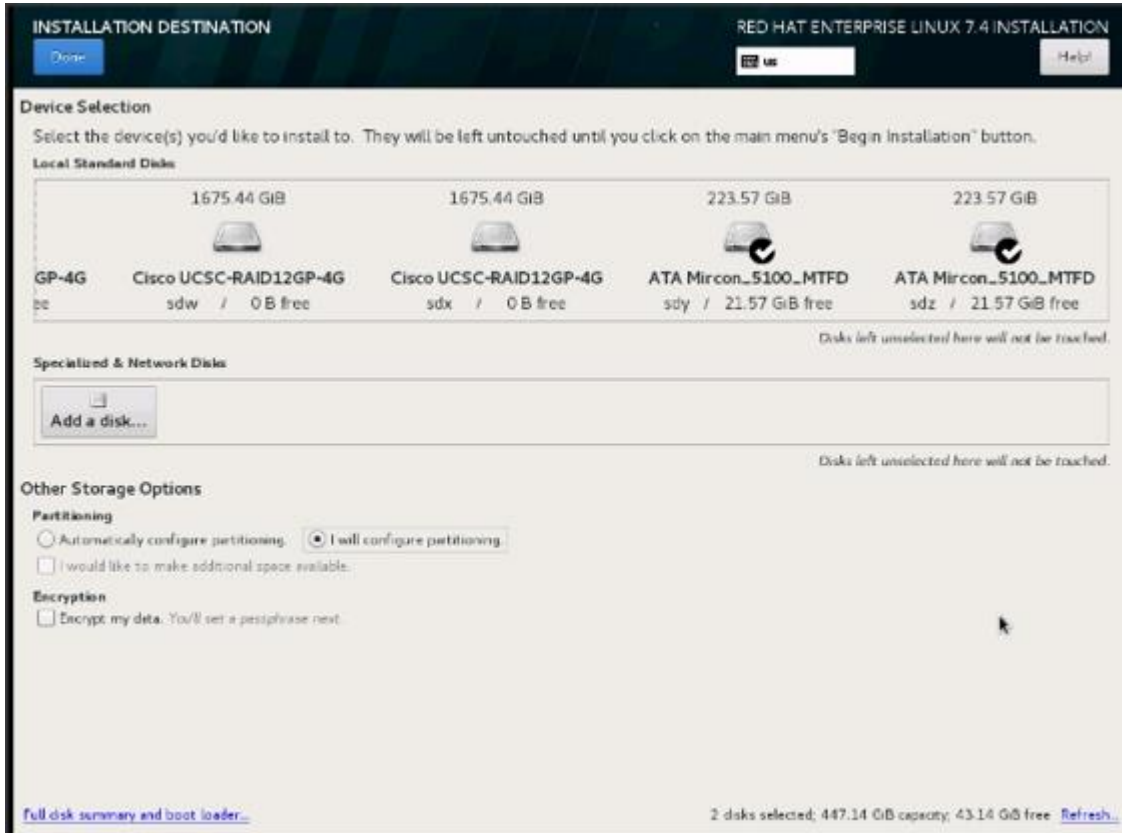 INSTALLATION DESTINATION
RED HAT ENTERPRISE LINUX 7.4 INSTALLATION
Done
us
Help!
Device Selection
Select the device(s) you'd like to install to. They will be left untouched until you click on the main menu's "Begin Installation" button.
Local Standard Disks
1675.44 GiB 1675.44 GiB 223.57 GiB 223.57 GiB
GP-4G Cisco UCSC-RAID12GP-4G Cisco UCSC-RAID12GP-4G ATA Mircon_5100_MTFD ATA Mircon_5100_MTFD
ee sdw / 0 B free sdx / 0 B free sdy / 21.57 GiB free sdz / 21.57 GiB free
Disks left unselected here will not be touched.
Specialized & Network Disks
Add a disk...
Disks left unselected here will not be touched.
Other Storage Options
Partitioning
Automatically configure partitioning. I will configure partitioning.
I would like to make additional space available.
Encryption
Encrypt my data. You'll set a passphrase next.
Full disk summary and boot loader...
2 disks selected; 447.14 GiB capacity; 43.14 GiB free Refresh...